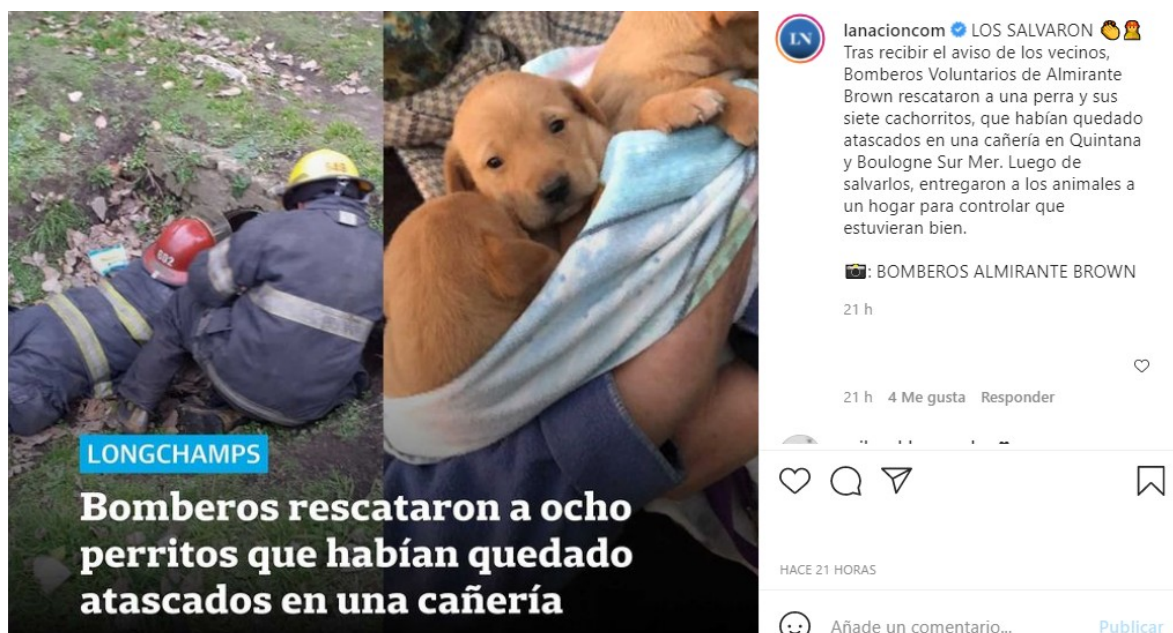 649
602
LONGCHAMPS
Bomberos rescataron a ocho
perritos que habían quedado
atascados en una cañería
LN
lanacioncom LOS SALVARON
Tras recibir el aviso de los vecinos,
Bomberos Voluntarios de Almirante
Brown rescataron a una perra y sus
siete cachorritos, que habían quedado
atascados en una cañería en Quintana
y Boulogne Sur Mer. Luego de
salvarlos, entregaron a los animales a
un hogar para controlar que
estuvieran bien.
📷: BOMBEROS ALMIRANTE BROWN
21 h
21 h 4 Me gusta Responder
HACE 21 HORAS
Añade un comentario... Publicar